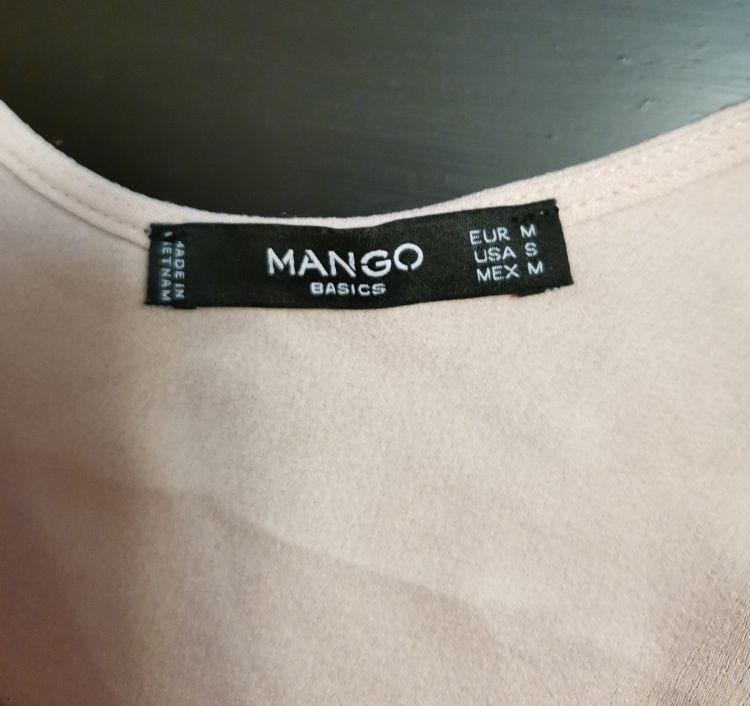 MADE IN
VIETNAM
MANGO
BASICS
EUR M
USA S
MEX M